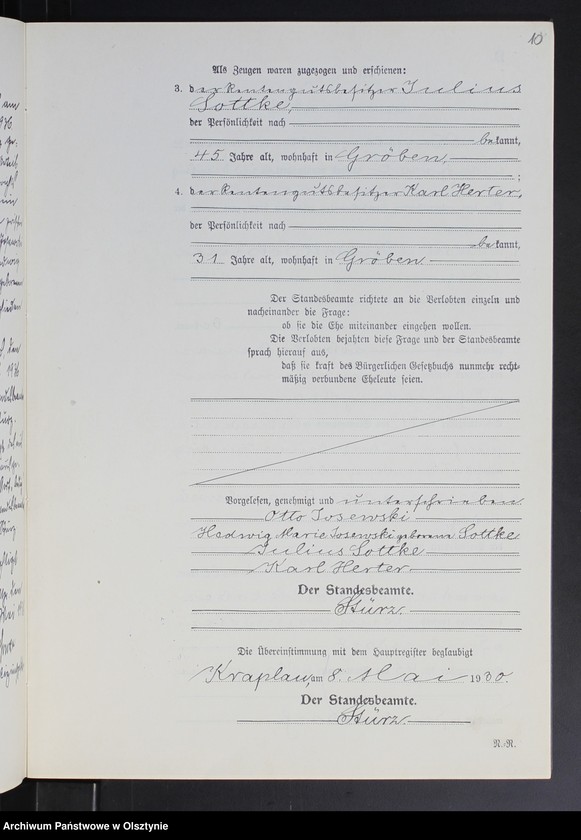 10
Als Zeugen waren zugezogen und erschienen:
3. der Rentengutsbesitzer Julius
Sottke,
der Persönlichkeit nach
bekannt,
45 Jahre alt, wohnhaft in Gröben
;
4. der Rentengutsbesitzer Karl Herter,
der Persönlichkeit nach
bekannt,
31 Jahre alt, wohnhaft in Gröben.
Der Standesbeamte richtete an die Verlobten einzeln und
nacheinander die Frage:
ob sie die Ehe miteinander eingehen wollen.
Die Verlobten bejahten diese Frage und der Standesbeamte
sprach hierauf aus,
daß sie kraft des Bürgerlichen Gesetzbuchs nunmehr recht-
mäßig verbundene Eheleute seien.
Vorgelesen, genehmigt und unterschrieben.
Otto Josewski
Hedwig Marie Josewski geborene Sottke
Julius Sottke
Karl Herter.
Der Standesbeamte.
Stürz.
Die Übereinstimmung mit dem Hauptregister beglaubigt
Kraplau, am 8. Mai 1930.
Der Standesbeamte.
Stürz.
R.-R.
Archiwum Państwowe w Olsztynie